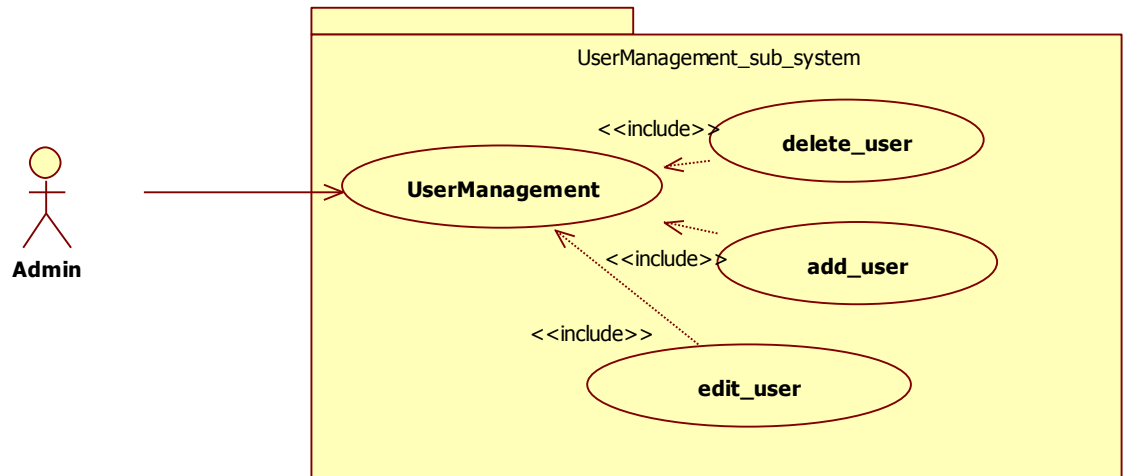 UserManagement_sub_system
<<include>>
delete_user
UserManagement
<<include>>
add_user
Admin
<<include>>
edit_user